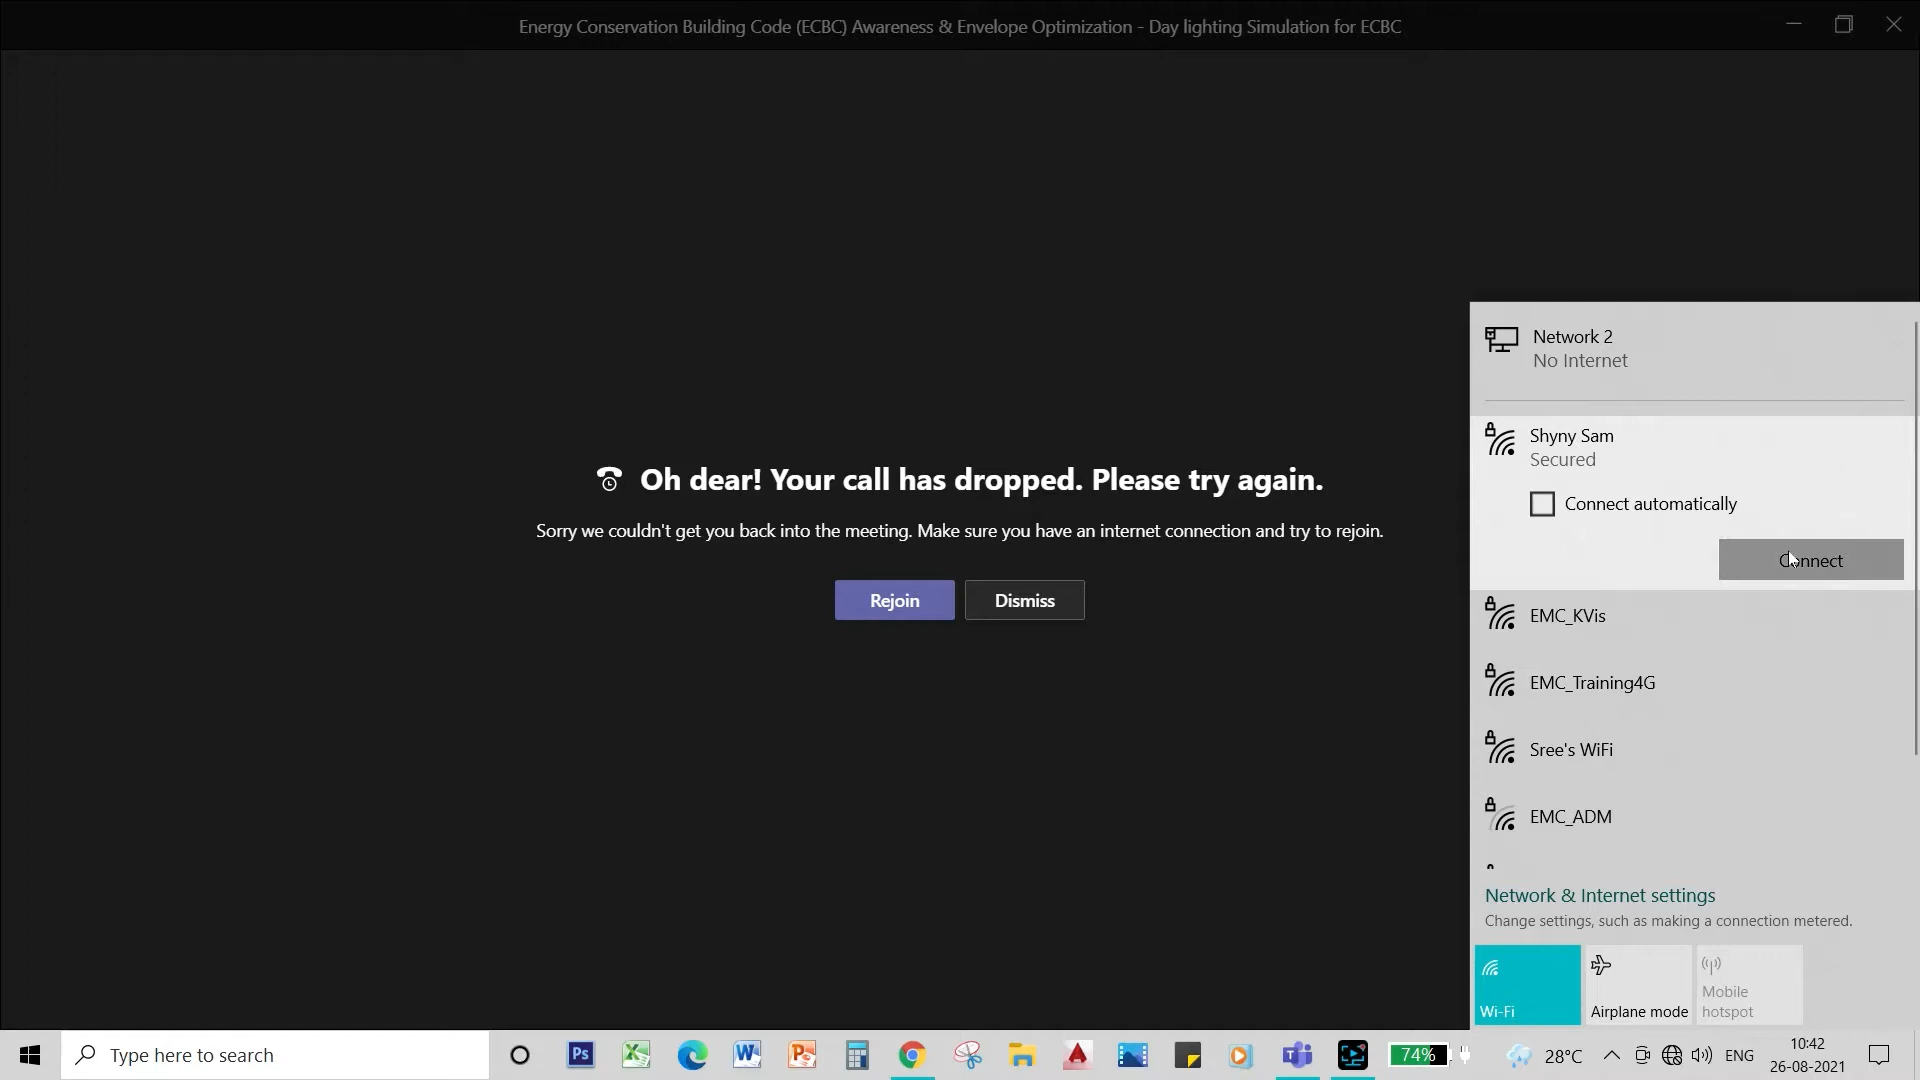 Energy Conservation Building Code (ECBC) Awareness & Envelope Optimization - Day lighting Simulation for ECBC
Oh dear! Your call has dropped. Please try again.
Sorry we couldn't get you back into the meeting. Make sure you have an internet connection and try to rejoin.
Rejoin
Dismiss
Network 2
No Internet
Shyny Sam
Secured
Connect automatically
Connect
EMC_KVis
EMC_Training4G
Sree's WiFi
EMC_ADM
Network & Internet settings
Change settings, such as making a connection metered.
Wi-Fi
Airplane mode
Mobile
hotspot
Type here to search
Ps
74%
28°C
ENG
10:42
26-08-2021